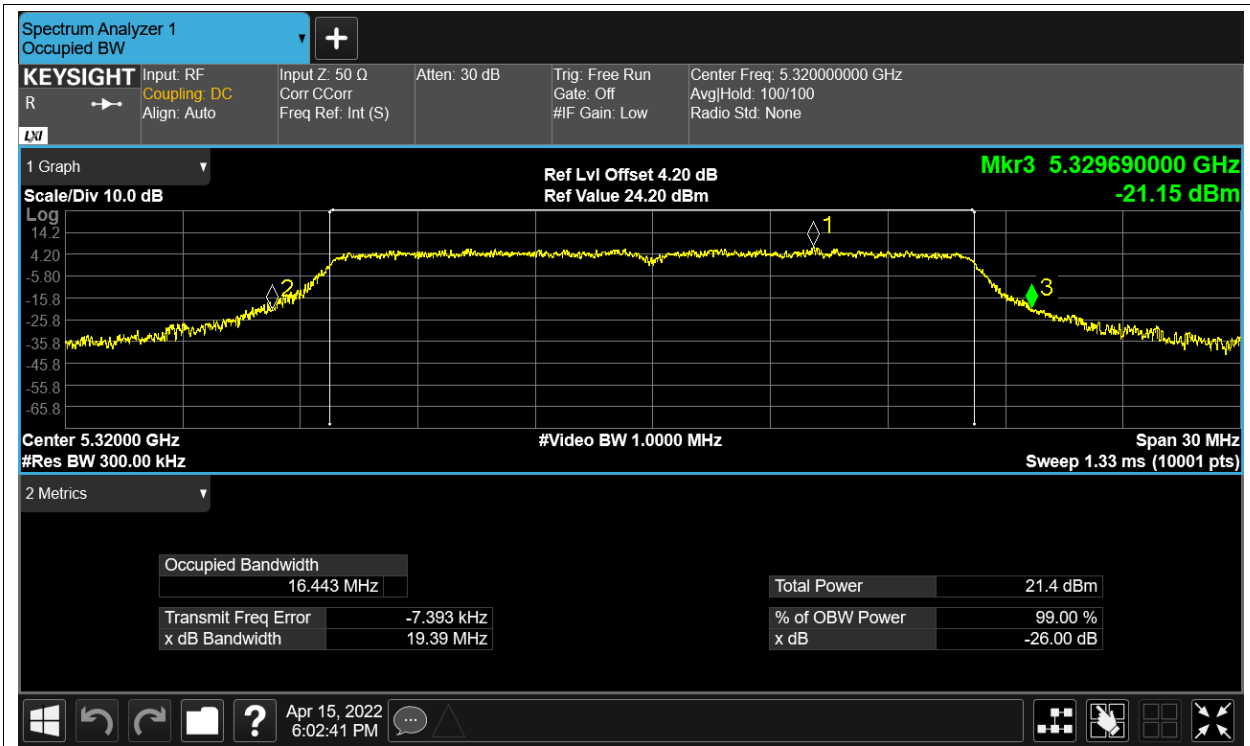 Spectrum Analyzer 1
Occupied BW
KEYSIGHT
R
LXI
Input: RF
Coupling: DC
Align: Auto
Input Z: 50 Ω
Corr CCorr
Freq Ref: Int (S)
Atten: 30 dB
Trig: Free Run
Gate: Off
#IF Gain: Low
Center Freq: 5.320000000 GHz
Avg|Hold: 100/100
Radio Std: None
1 Graph
Scale/Div 10.0 dB
Ref Lvl Offset 4.20 dB
Ref Value 24.20 dBm
Mkr3 5.329690000 GHz
-21.15 dBm
Log
14.2
4.20
-5.80
-15.8
-25.8
-35.8
-45.8
-55.8
-65.8
1
2
3
Center 5.32000 GHz
#Res BW 300.00 kHz
#Video BW 1.0000 MHz
Span 30 MHz
Sweep 1.33 ms (10001 pts)
2 Metrics
Occupied Bandwidth
16.443 MHz
Transmit Freq Error -7.393 kHz
x dB Bandwidth 19.39 MHz
Total Power 21.4 dBm
% of OBW Power 99.00 %
x dB -26.00 dB
?
Apr 15, 2022
6:02:41 PM